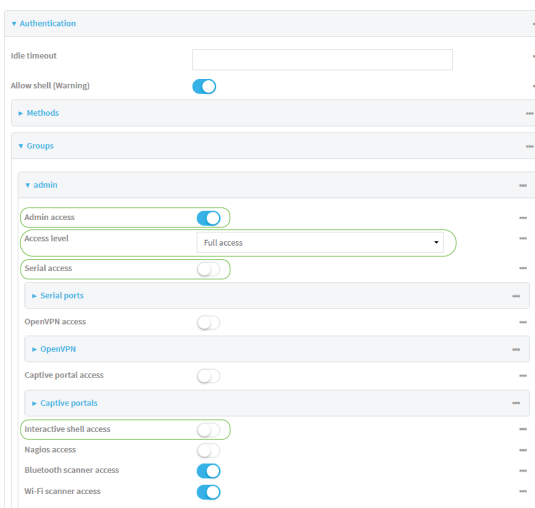 Authentication
Idle timeout
Allow shell (Warning)
Methods
Groups
admin
Admin access
Access level Full access
Serial access
Serial ports
OpenVPN access
OpenVPN
Captive portal access
Captive portals
Interactive shell access
Nagios access
Bluetooth scanner access
Wi-Fi scanner access